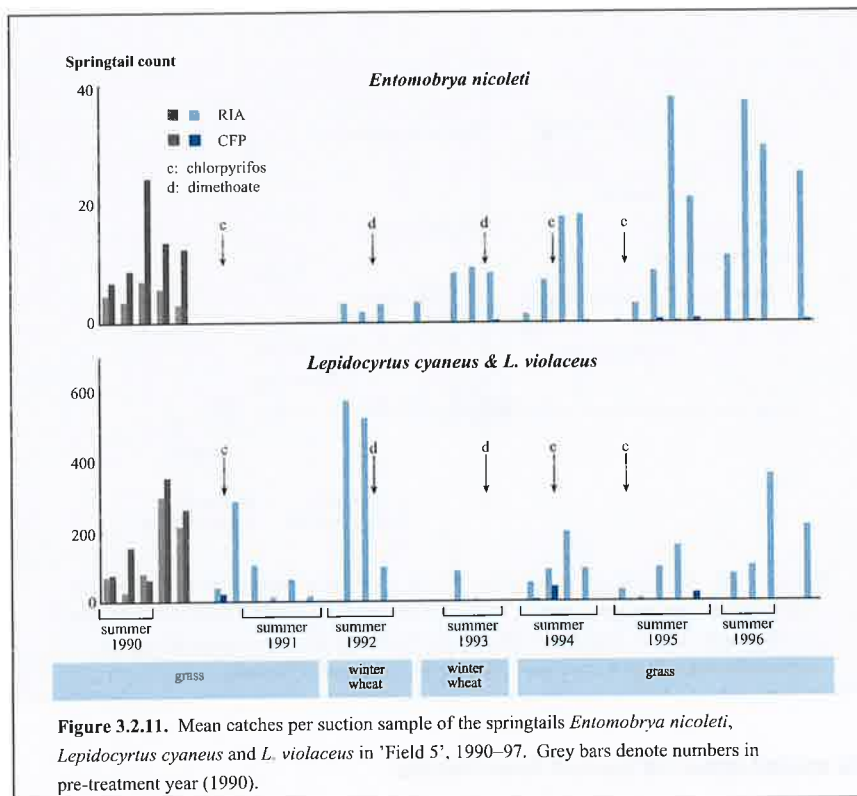 Springtail count
Entomobrya nicoleti
40
RIA
CFP
c: chlorpyrifos
d: dimethoate
c d d c c
20
0
Lepidocyrtus cyaneus & L. violaceus
600
c d d c c
400
200
0
summer 1990 summer 1991 summer 1992 summer 1993 summer 1994 summer 1995 summer 1996
grass winter wheat winter wheat grass
Figure 3.2.11. Mean catches per suction sample of the springtails Entomobrya nicoleti,
Lepidocyrtus cyaneus and L. violaceus in 'Field 5', 1990–97. Grey bars denote numbers in
pre-treatment year (1990).